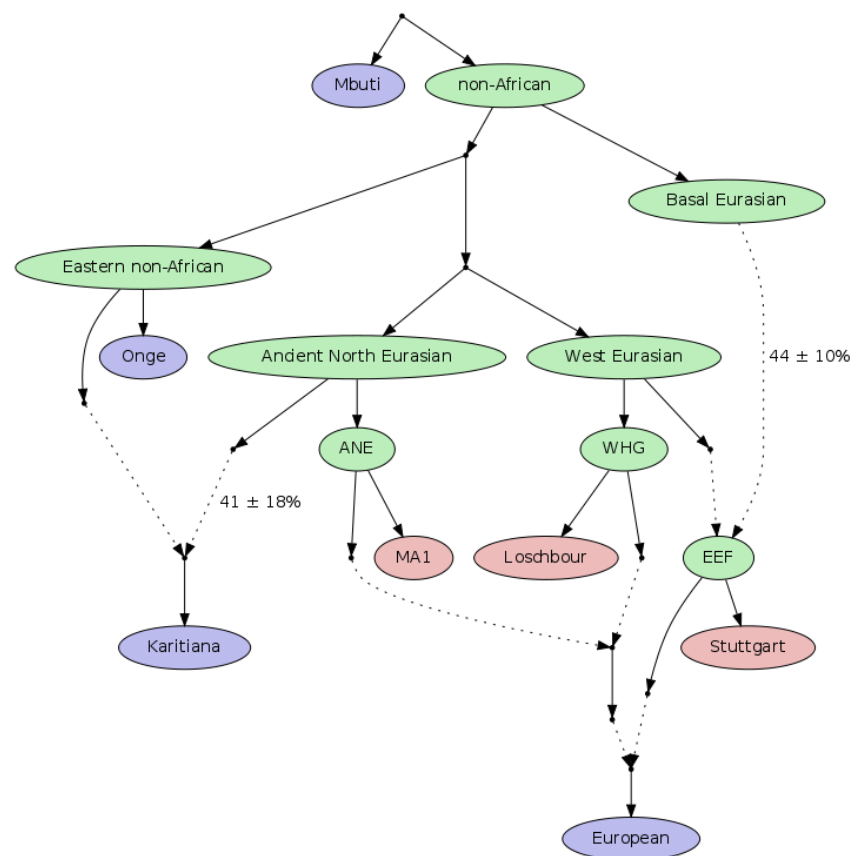 Mbuti
non-African
Basal Eurasian
Eastern non-African
Onge
Ancient North Eurasian
West Eurasian
44 ± 10%
ANE
WHG
41 ± 18%
MA1
Loschbour
EEF
Karitiana
Stuttgart
European